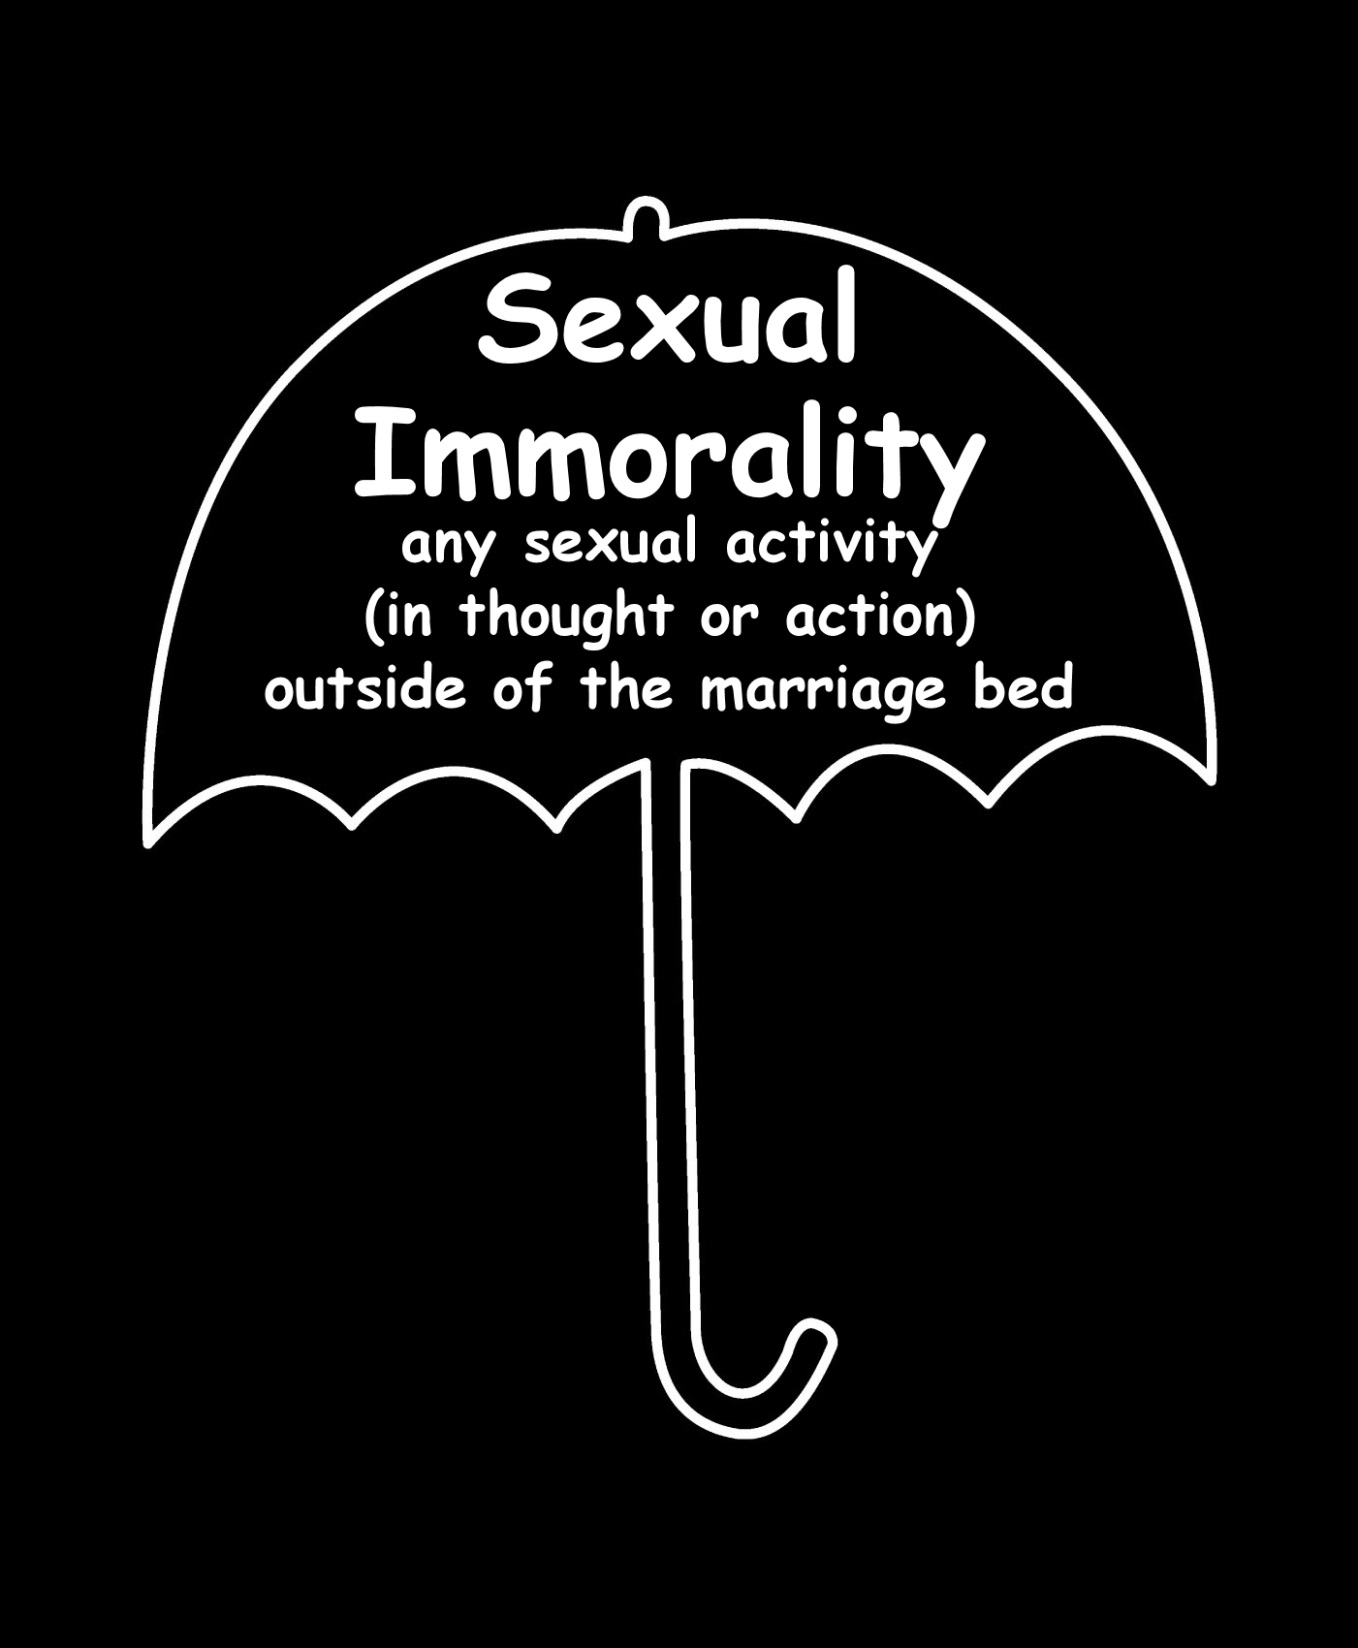 Sexual
Immorality
any sexual activity
(in thought or action)
outside of the marriage bed